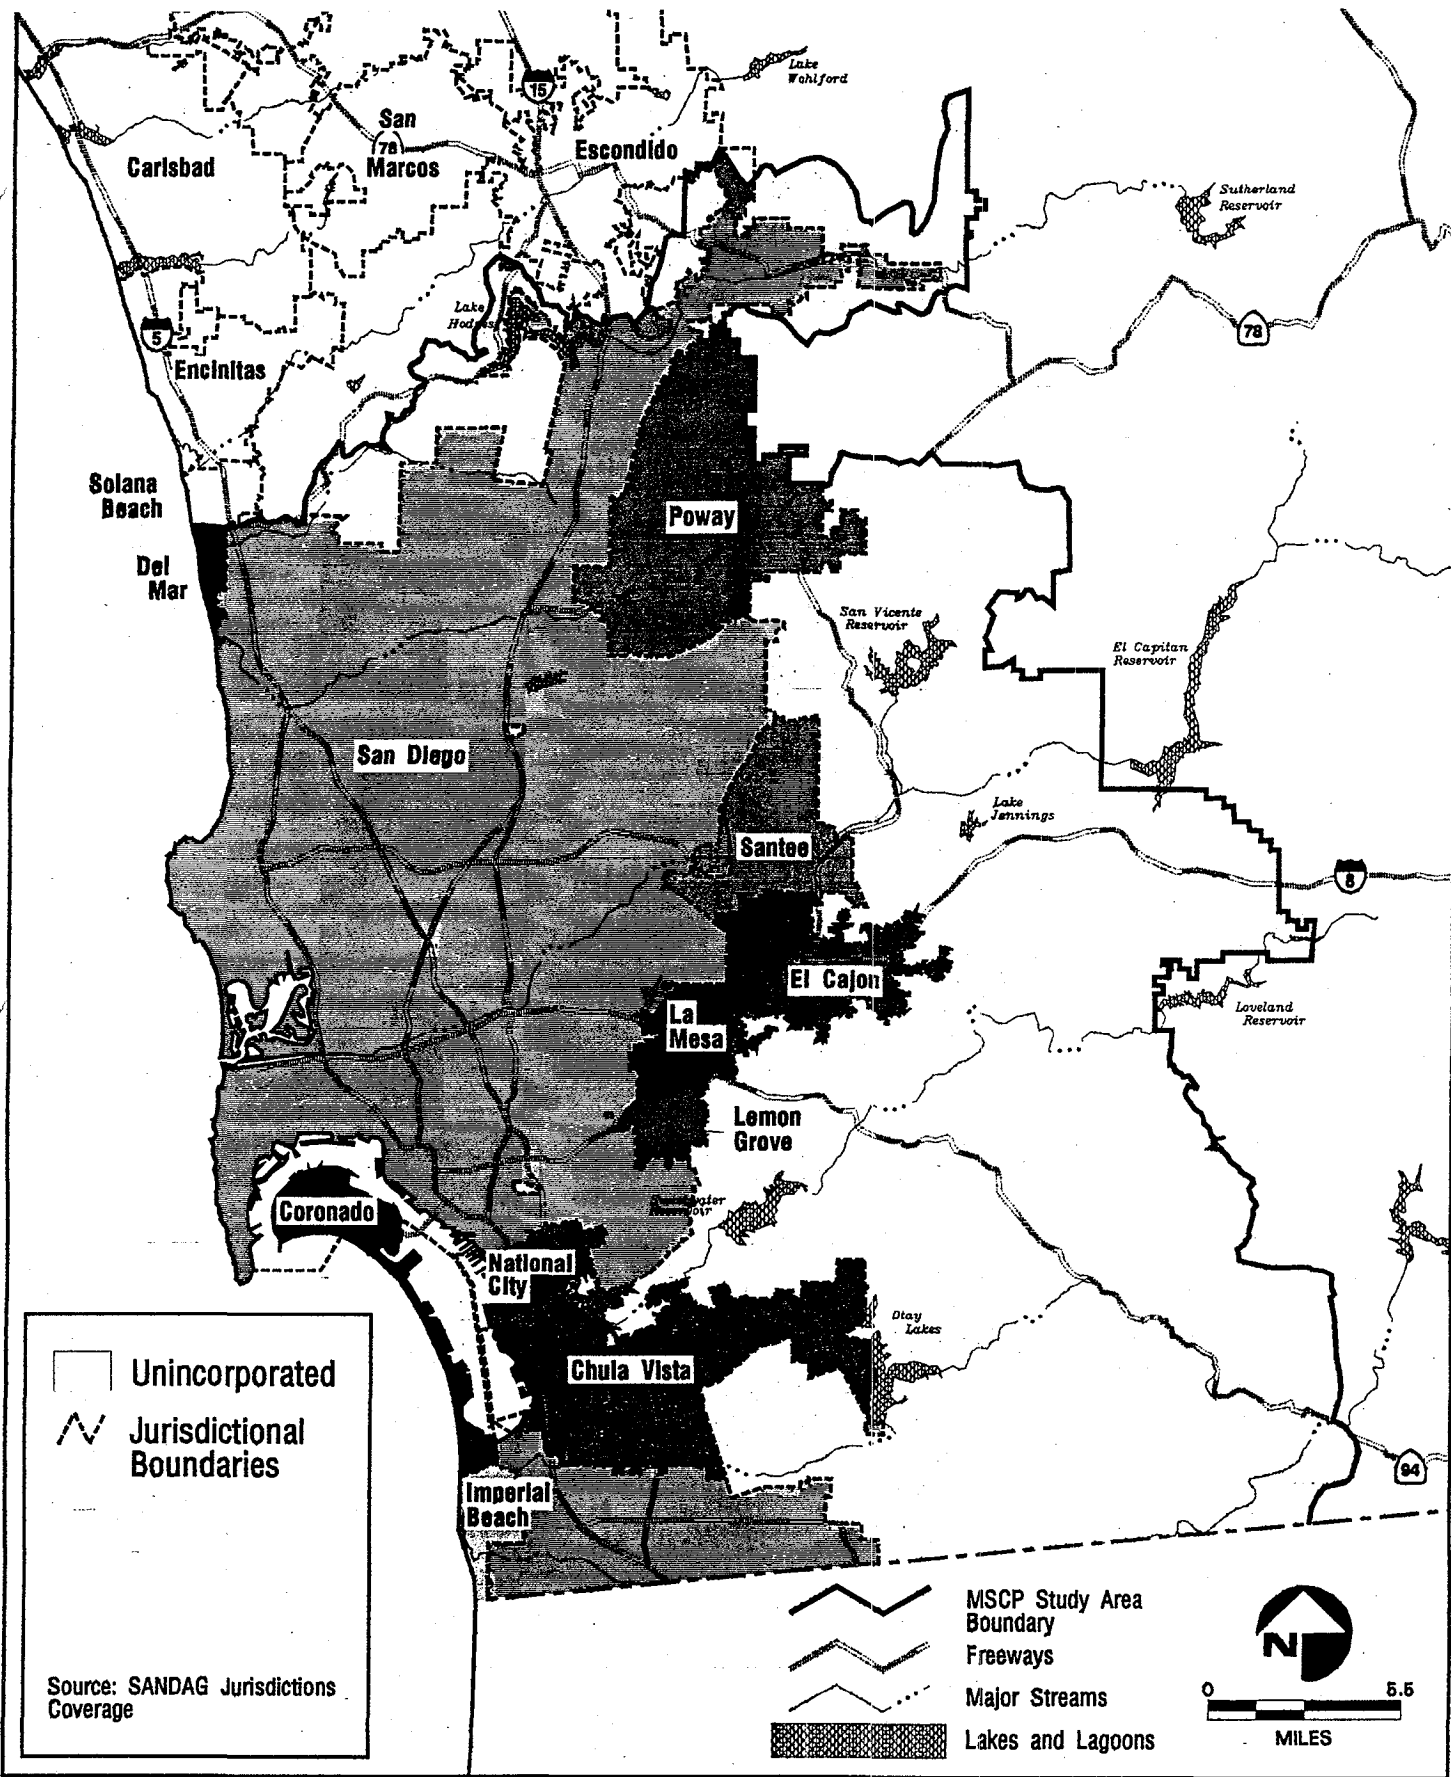 Lake
Wohlford
15
San
78
Marcos
Escondido
Carlsbad
Sutherland
Reservoir
Lake
Hodges
5
78
Encinitas
Solana
Beach
Poway
Del
Mar
San Vicente
Reservoir
El Capitan
Reservoir
San Diego
Lake
Jennings
Santee
8
El Cajon
La
Mesa
Loveland
Reservoir
Lemon
Grove
Coronado
National
City
Otay
Lakes
Chula Vista
94
Imperial
Beach
Unincorporated
Jurisdictional
Boundaries
Source: SANDAG Jurisdictions
Coverage
MSCP Study Area
Boundary
Freeways
Major Streams
Lakes and Lagoons
N
0 5.5
MILES